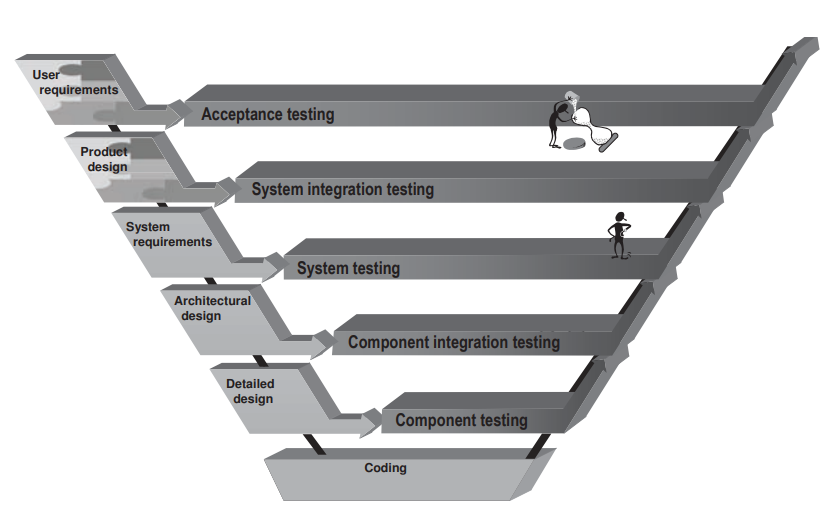 User
requirements
Acceptance testing
Product
design
System integration testing
System
requirements
System testing
Architectural
design
Component integration testing
Detailed
design
Component testing
Coding